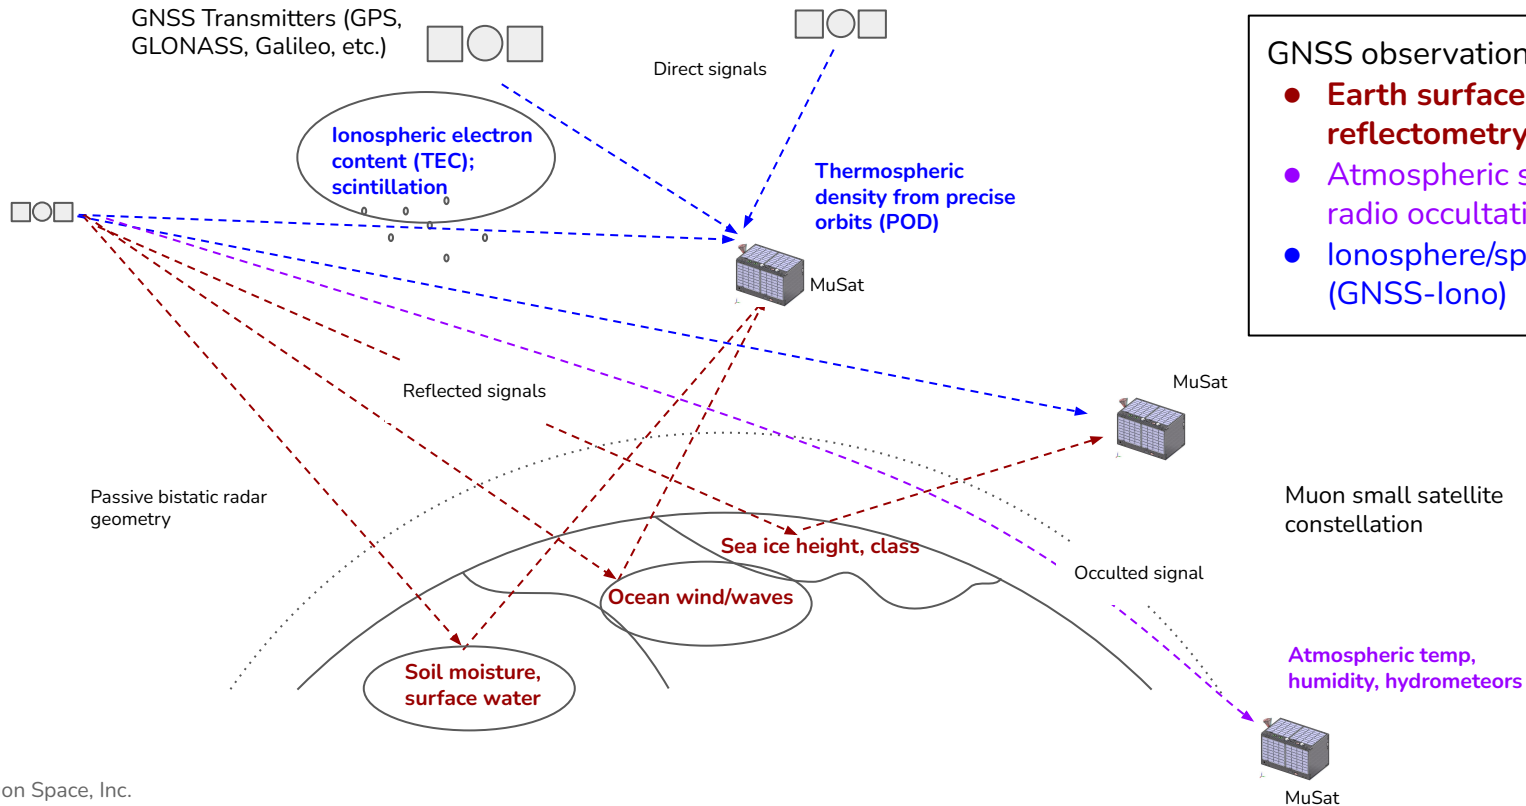 GNSS Transmitters (GPS,
GLONASS, Galileo, etc.)
Direct signals
GNSS observation
● Earth surface
reflectometry
● Atmospheric s
radio occultati
● Ionosphere/sp
(GNSS-Iono)
Ionospheric electron
content (TEC);
scintillation
Thermospheric
density from precise
orbits (POD)
MuSat
Reflected signals
MuSat
Passive bistatic radar
geometry
Muon small satellite
constellation
Sea ice height, class
Occulted signal
Ocean wind/waves
Soil moisture,
surface water
Atmospheric temp,
humidity, hydrometeors
MuSat
on Space, Inc.